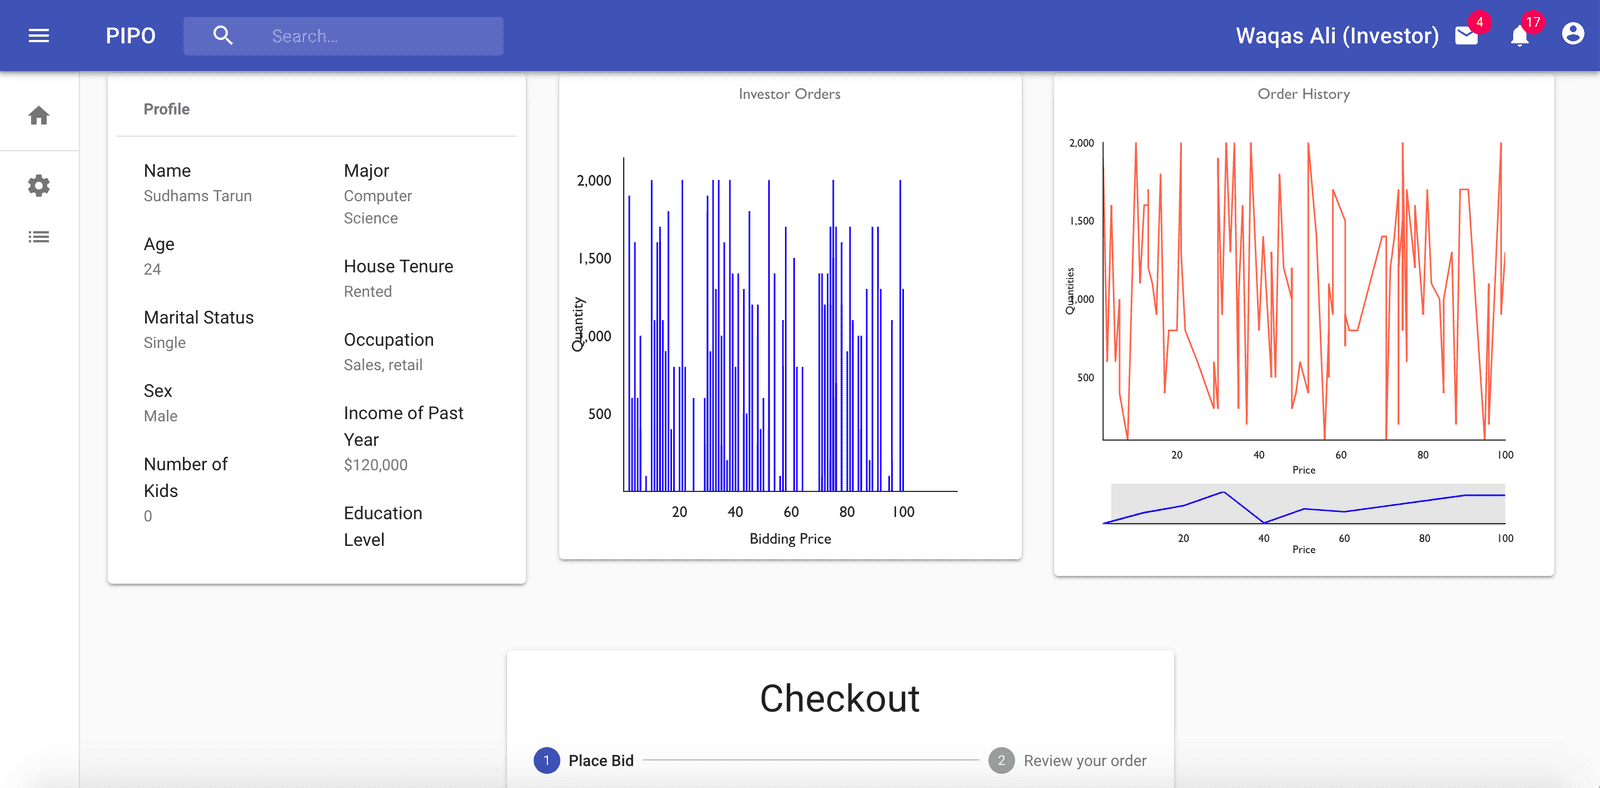 PIPO
Search...
Waqas Ali (Investor)
4
17
Profile
Name
Sudhams Tarun
Age
24
Marital Status
Single
Sex
Male
Number of
Kids
0
Major
Computer
Science
House Tenure
Rented
Occupation
Sales, retail
Income of Past
Year
$120,000
Education
Level
Investor Orders
2,000
1,500
1,000
500
Quantity
20 40 60 80 100
Bidding Price
Order History
2,000
1,500
1,000
500
Quantities
20 40 60 80 100
Price
20 40 60 80 100
Price
Checkout
1 Place Bid
2 Review your order